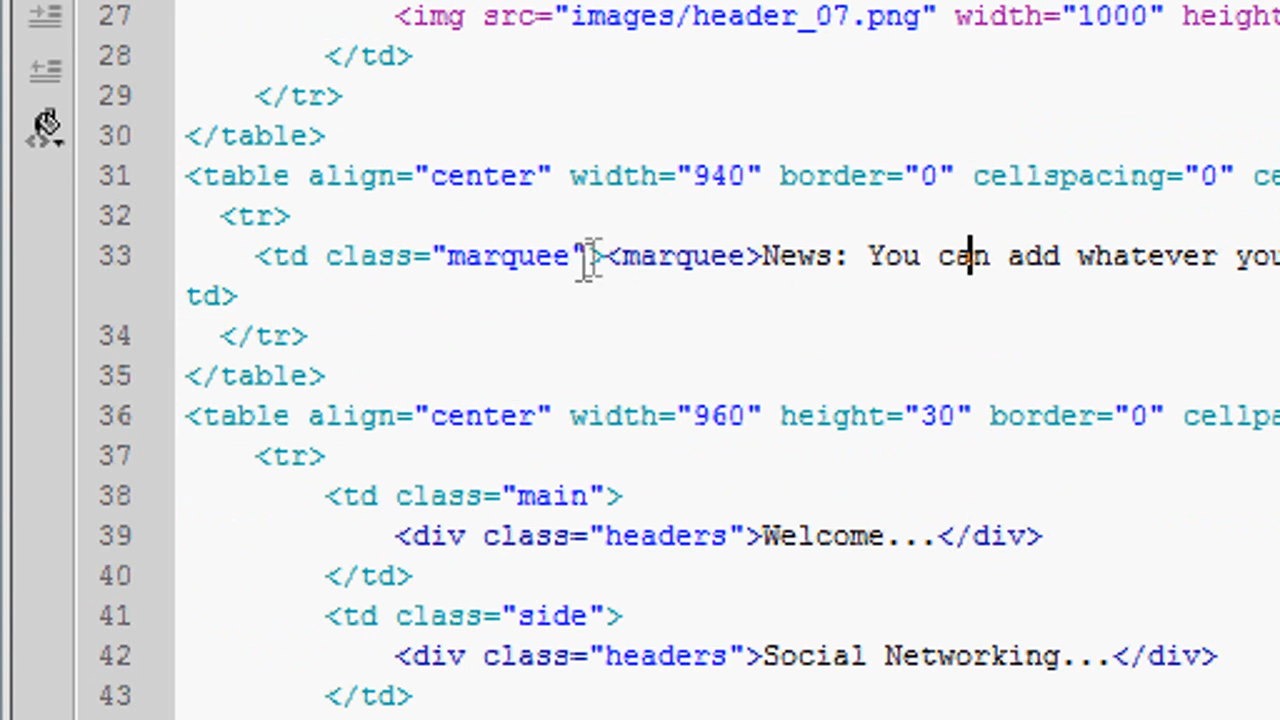 27 <img src="images/header_07.png" width="1000" height
28 </td>
29 </tr>
30 </table>
31 <table align="center" width="940" border="0" cellspacing="0" ce
32 <tr>
33 <td class="marquee"><marquee>News: You can add whatever you
td>
34 </tr>
35 </table>
36 <table align="center" width="960" height="30" border="0" cellpa
37 <tr>
38 <td class="main">
39 <div class="headers">Welcome...</div>
40 </td>
41 <td class="side">
42 <div class="headers">Social Networking...</div>
43 </td>